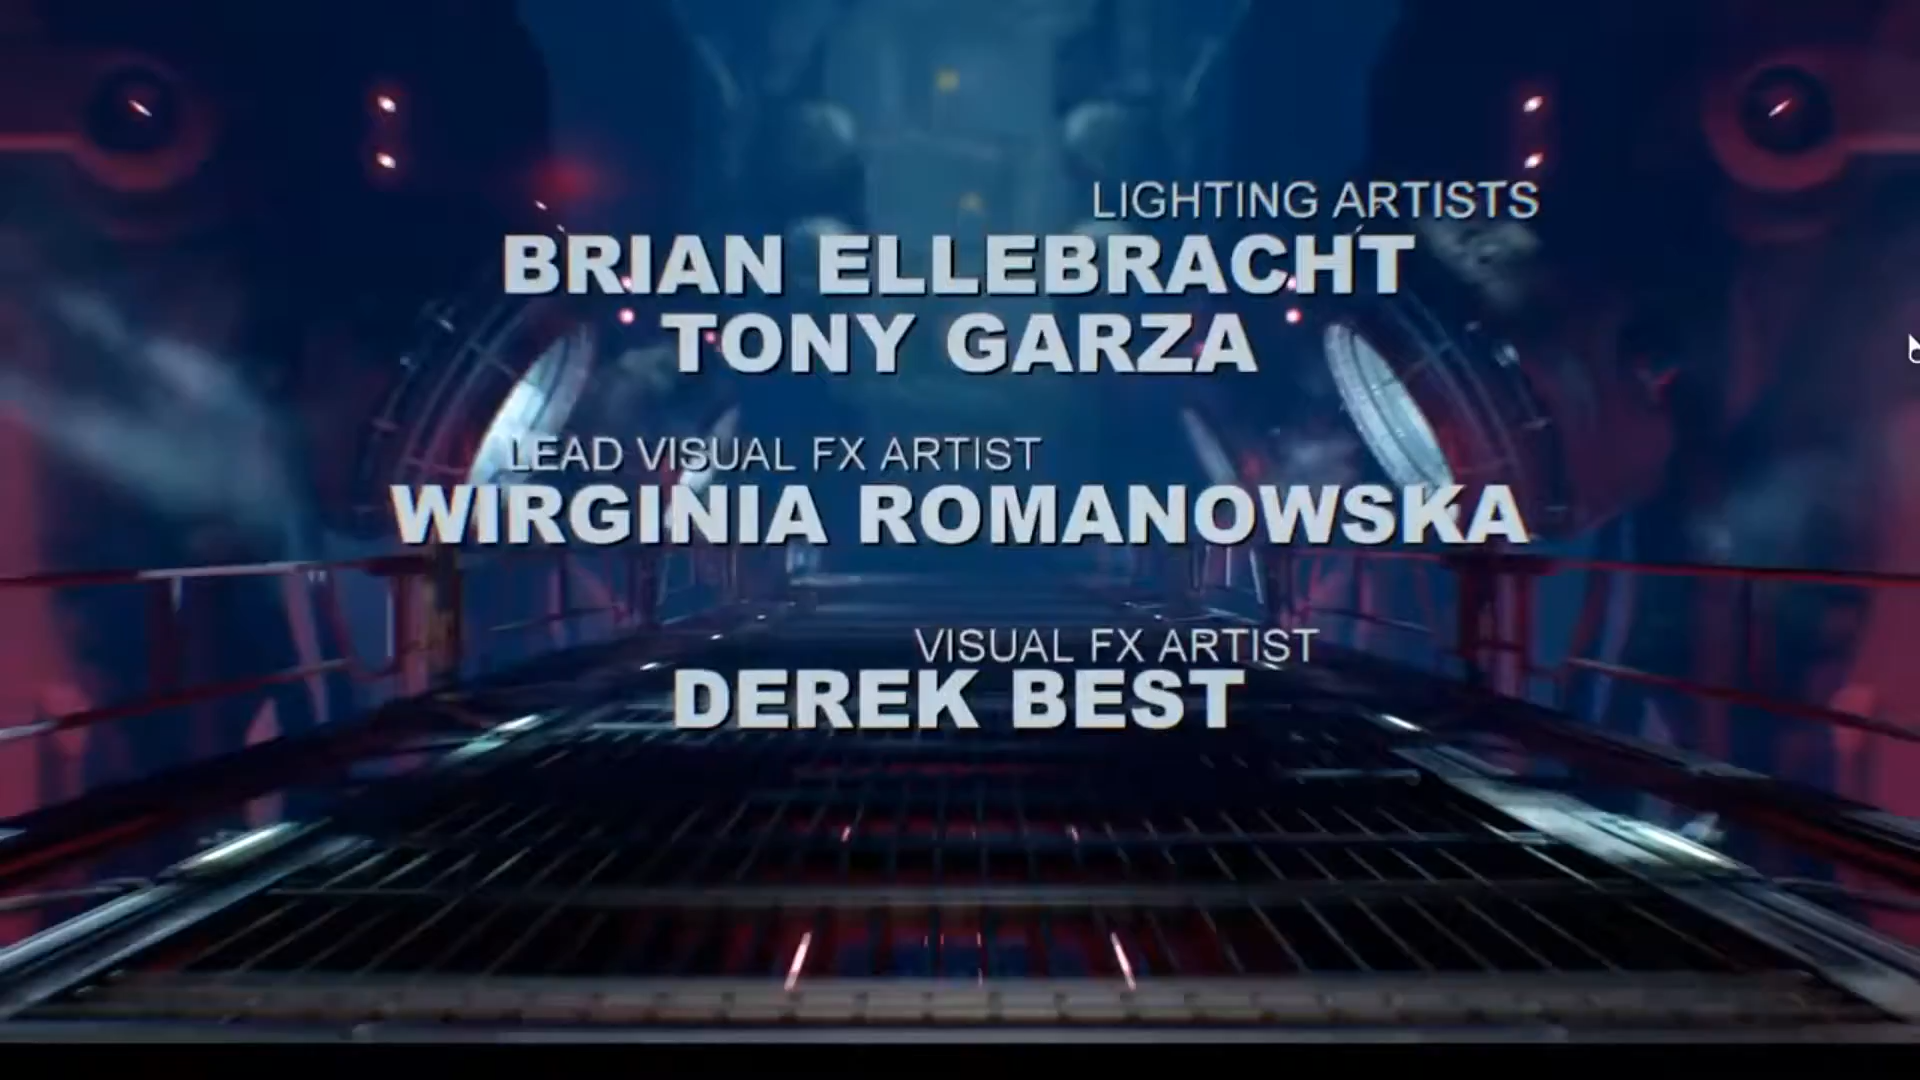 LIGHTING ARTISTS
BRIAN ELLEBRACHT
TONY GARZA
LEAD VISUAL FX ARTIST
WIRGINIA ROMANOWSKA
VISUAL FX ARTIST
DEREK BEST